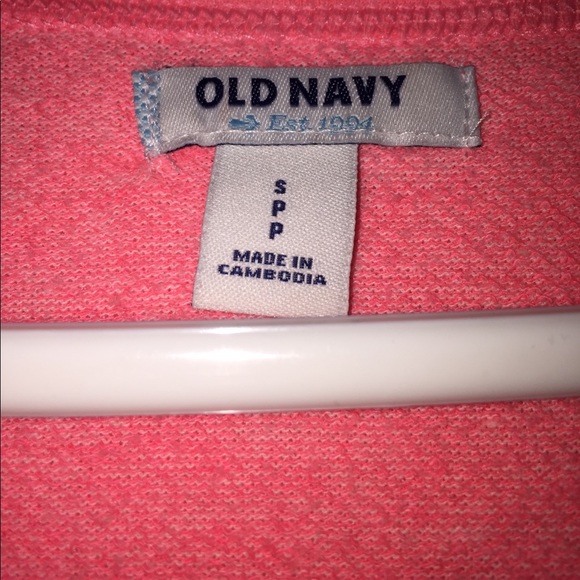 OLD NAVY
Est. 1994
S
P
P
MADE IN
CAMBODIA